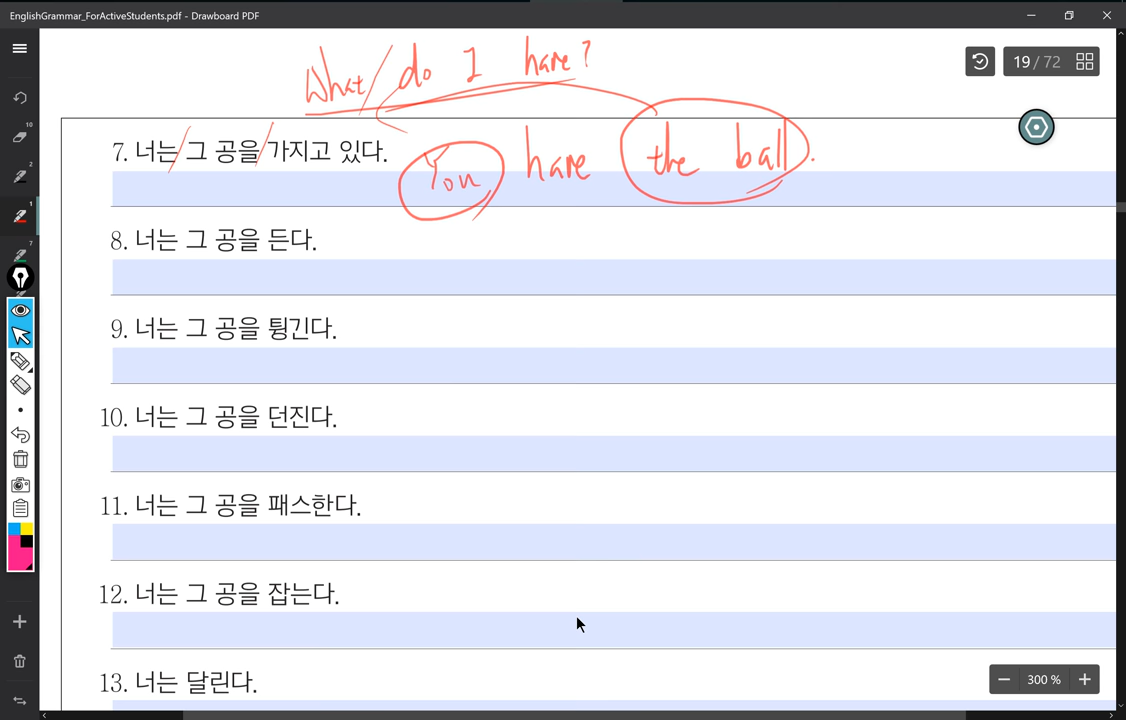 EnglishGrammar_ForActiveStudents.pdf - Drawboard PDF
19 / 72
What / do I have?
7. 너는 그 공을 가지고 있다.
You have the ball.
8. 너는 그 공을 든다.
9. 너는 그 공을 튕긴다.
10. 너는 그 공을 던진다.
11. 너는 그 공을 패스한다.
12. 너는 그 공을 잡는다.
13. 너는 달린다.
300 %
10
2
1
7